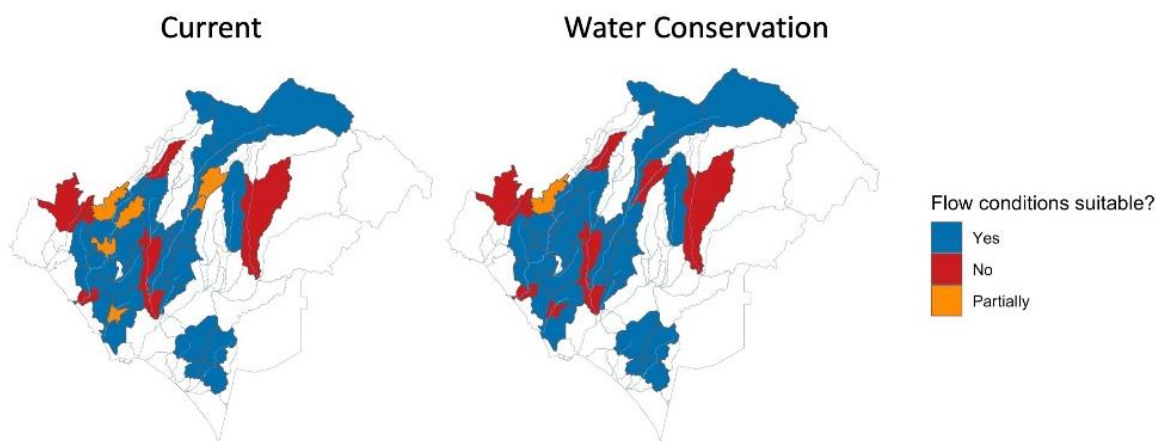 Current
Water Conservation
Flow conditions suitable?
Yes
No
Partially